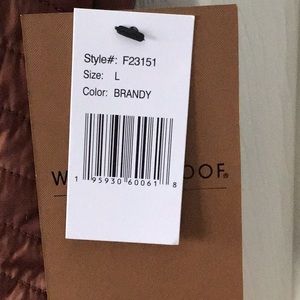 Style#: F23151
Size: L
Color: BRANDY
1 95930 60061 8